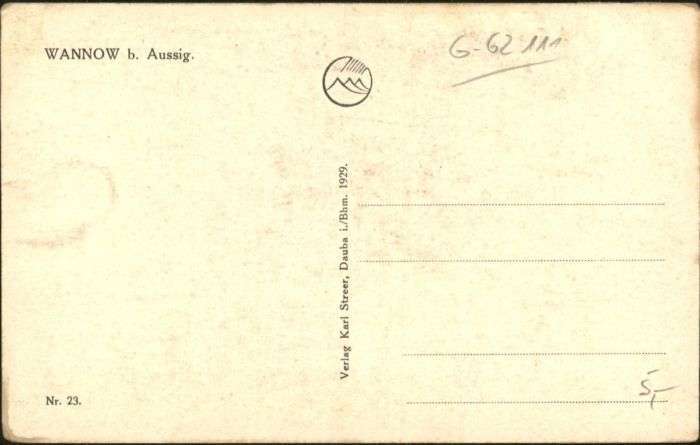 WANNOW b. Aussig.
G-62 111
Verlag Karl Streer, Dauba i./Bhm. 1929.
Nr. 23.
5,-